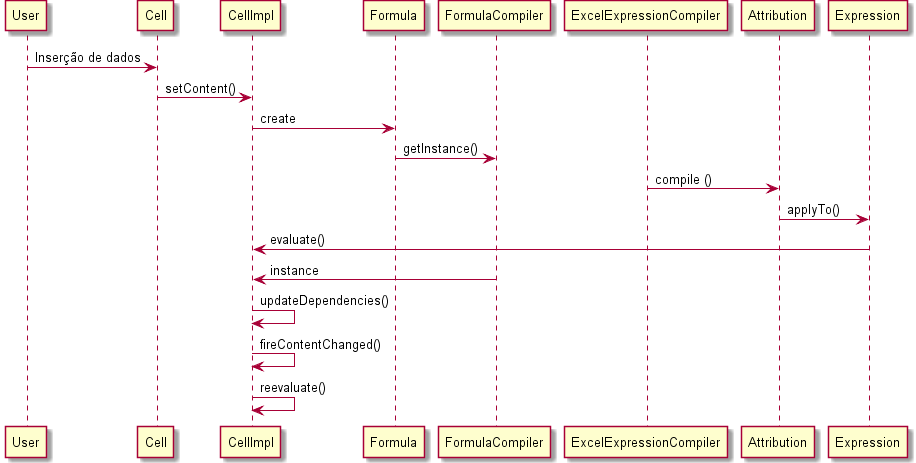 User Cell CellImpl Formula FormulaCompiler ExcelExpressionCompiler Attribution Expression
Inserção de dados
setContent()
create
getInstance()
compile ()
applyTo()
evaluate()
instance
updateDependencies()
fireContentChanged()
reevaluate()
User Cell CellImpl Formula FormulaCompiler ExcelExpressionCompiler Attribution Expression